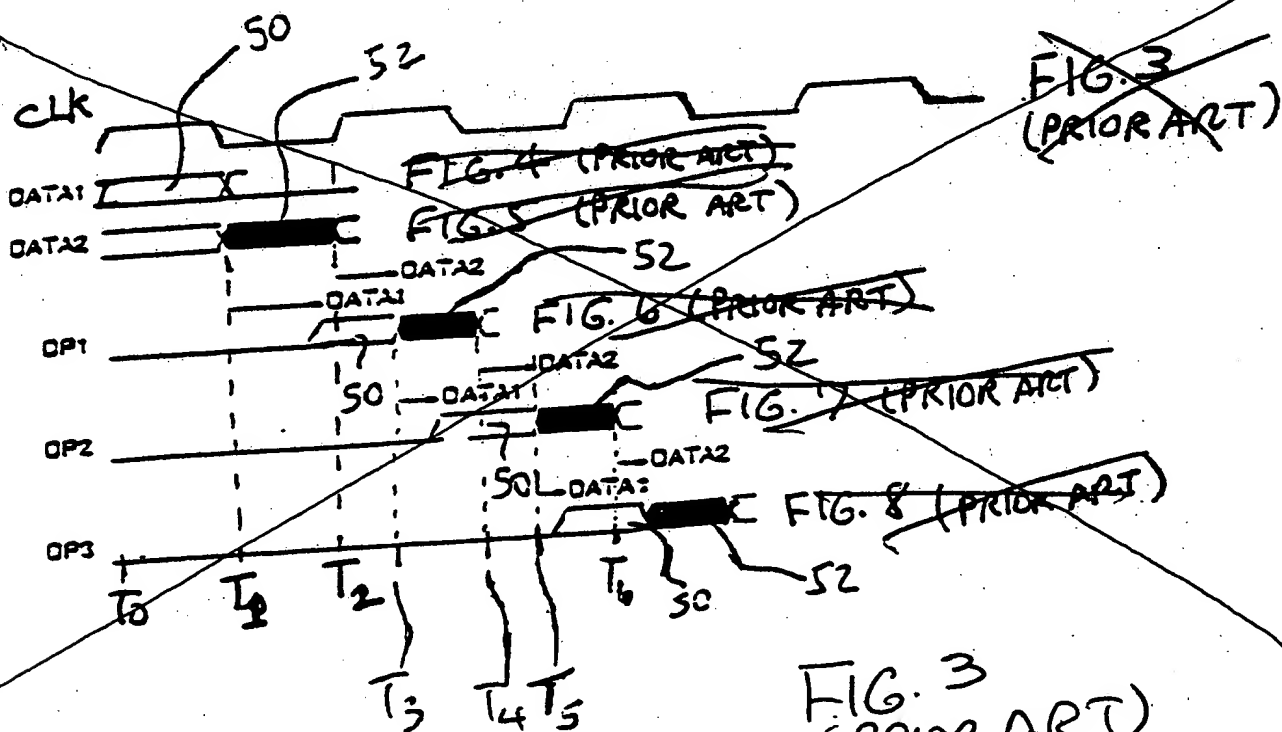 50
52
CLK
FIG. 3
(PRIOR ART)
DATA1
FIG. 4 (PRIOR ART)
DATA2
FIG. 5 (PRIOR ART)
DATA2
52
DATA1
OP1
FIG. 6 (PRIOR ART)
50
DATA2
52
DATA1
OP2
FIG. 7 (PRIOR ART)
50
DATA2
DATA1
OP3
FIG. 8 (PRIOR ART)
T0
T1
T2
T6
50
52
T3
T4
T5
FIG. 3
(PRIOR ART)